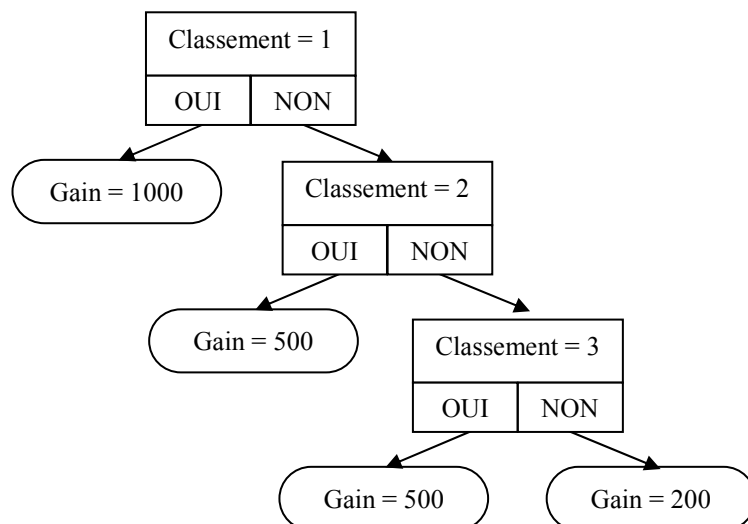 Classement = 1
OUI NON
Gain = 1000
Classement = 2
OUI NON
Gain = 500
Classement = 3
OUI NON
Gain = 500
Gain = 200